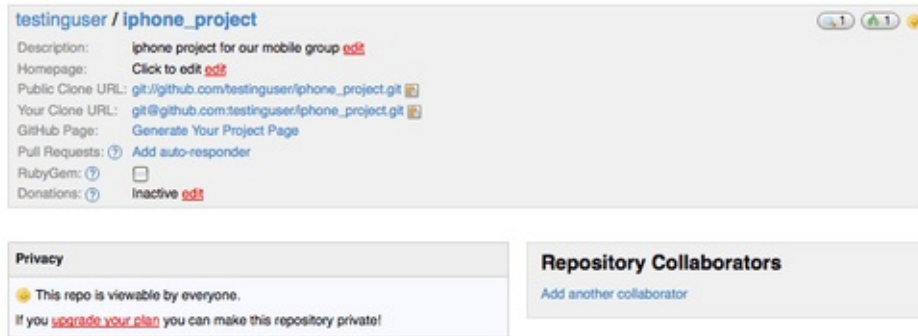 testinguser / iphone_project
1 1
Description: iphone project for our mobile group edit
Homepage: Click to edit edit
Public Clone URL: git://github.com/testinguser/iphone_project.git
Your Clone URL: git@github.com:testinguser/iphone_project.git
GitHub Page: Generate Your Project Page
Pull Requests: (?) Add auto-responder
RubyGem: (?)
Donations: (?) Inactive edit
Privacy
This repo is viewable by everyone.
If you upgrade your plan you can make this repository private!
Repository Collaborators
Add another collaborator